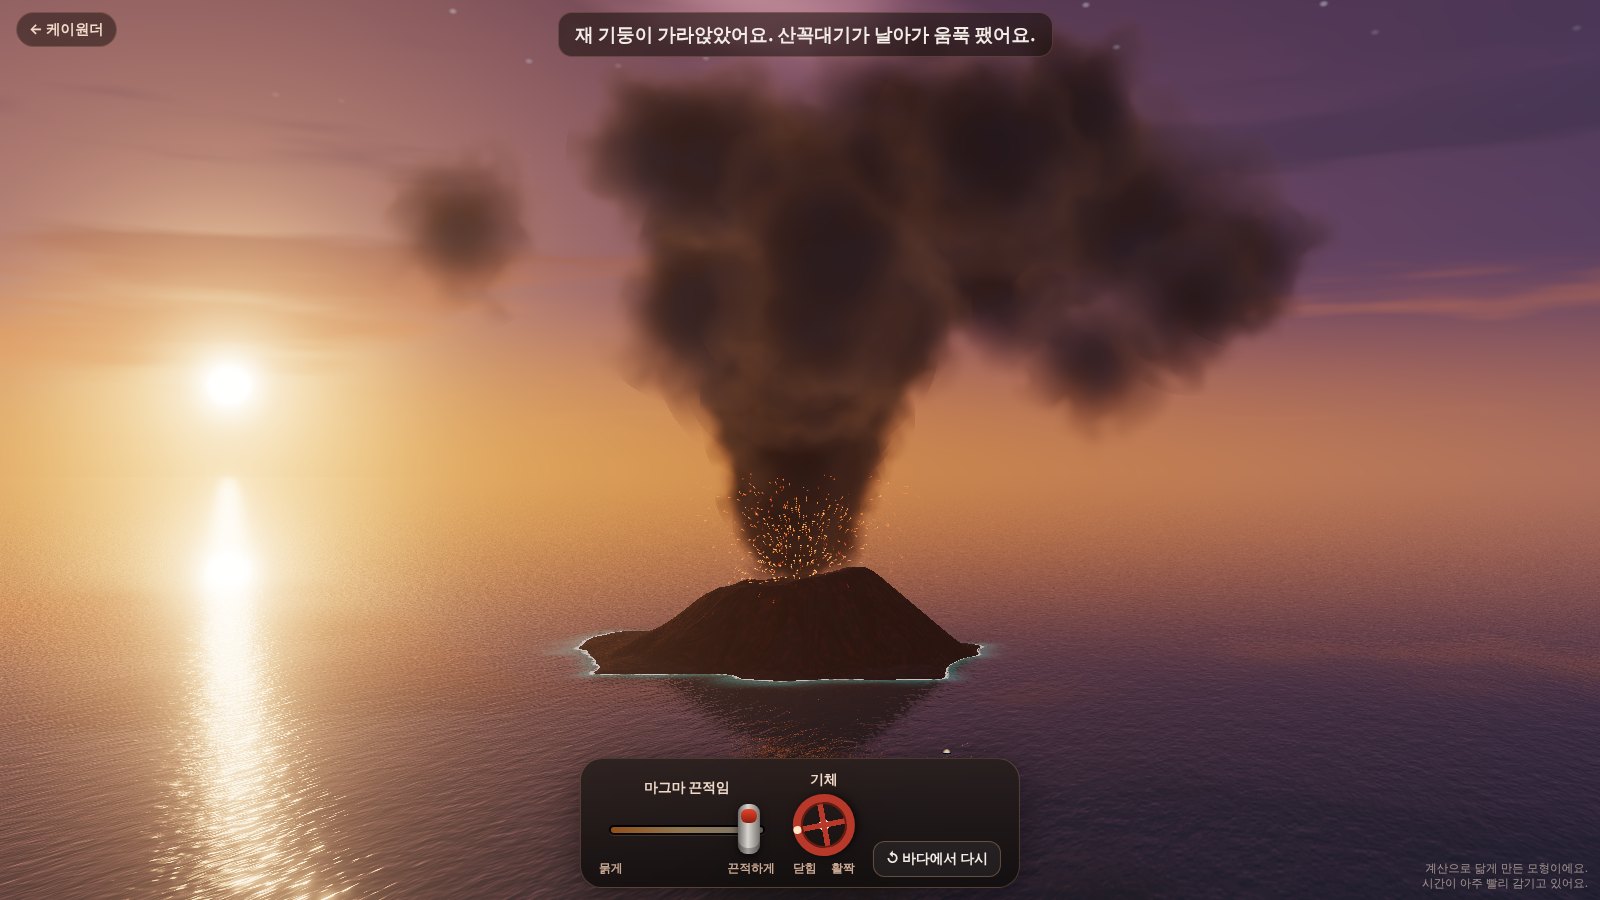 ← 케이원더
재 기둥이 가라앉았어요. 산꼭대기가 날아가 움푹 팼어요.
마그마 끈적임
기체
묽게
끈적하게
닫힘
활짝
바다에서 다시
계산으로 닮게 만든 모형이에요.
시간이 아주 빨리 감기고 있어요.